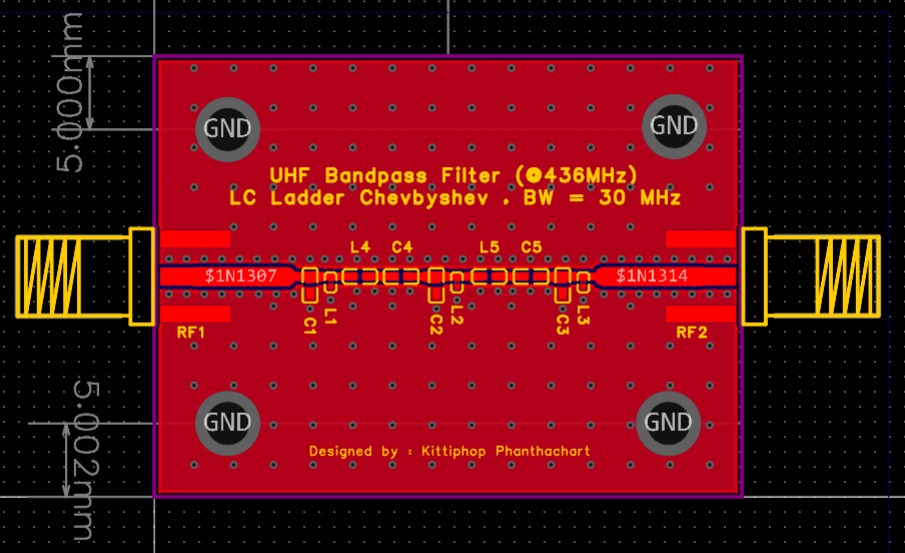 5.000mm
GND
GND
UHF Bandpass Filter (@436MHz)
LC Ladder Chevbyshev . BW = 30 MHz
L4 C4 L5 C5
$1N1307
$1N1314
C1 L1 C2 L2 C3 L3
RF1
RF2
GND
GND
5.002mm
Designed by : Kittiphop Phanthachart